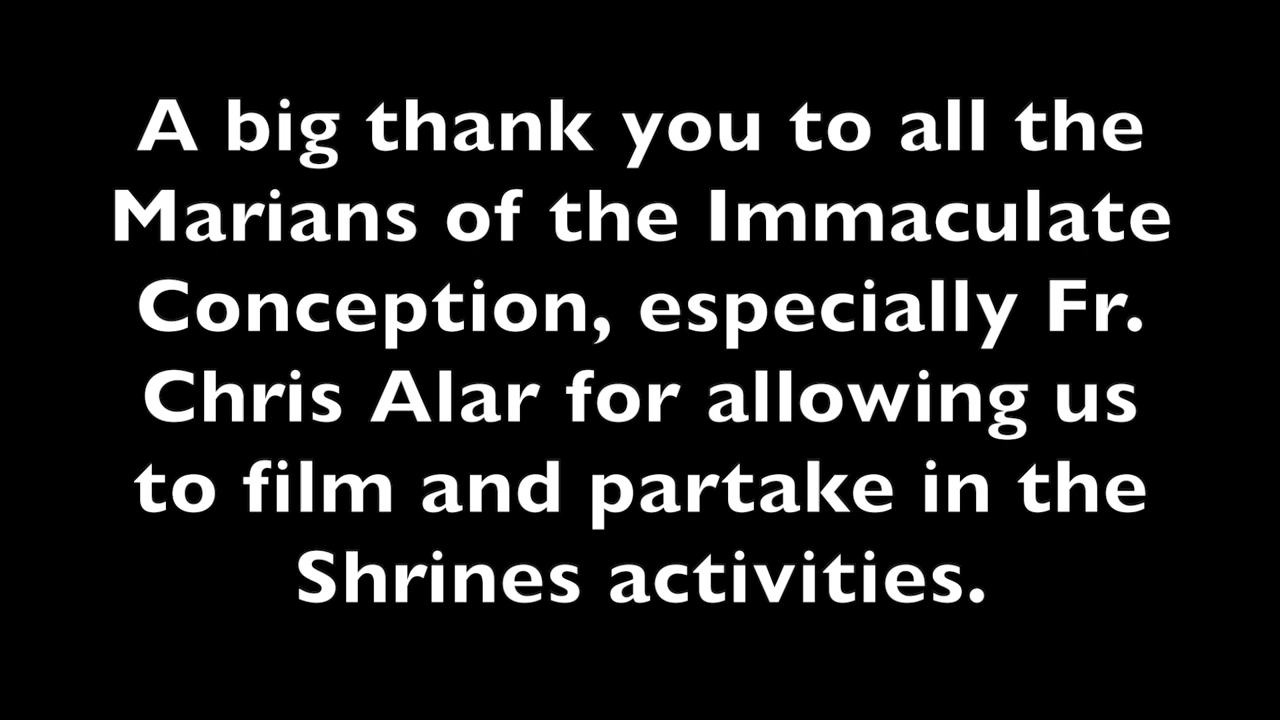 A big thank you to all the
Marians of the Immaculate
Conception, especially Fr.
Chris Alar for allowing us
to film and partake in the
Shrines activities.